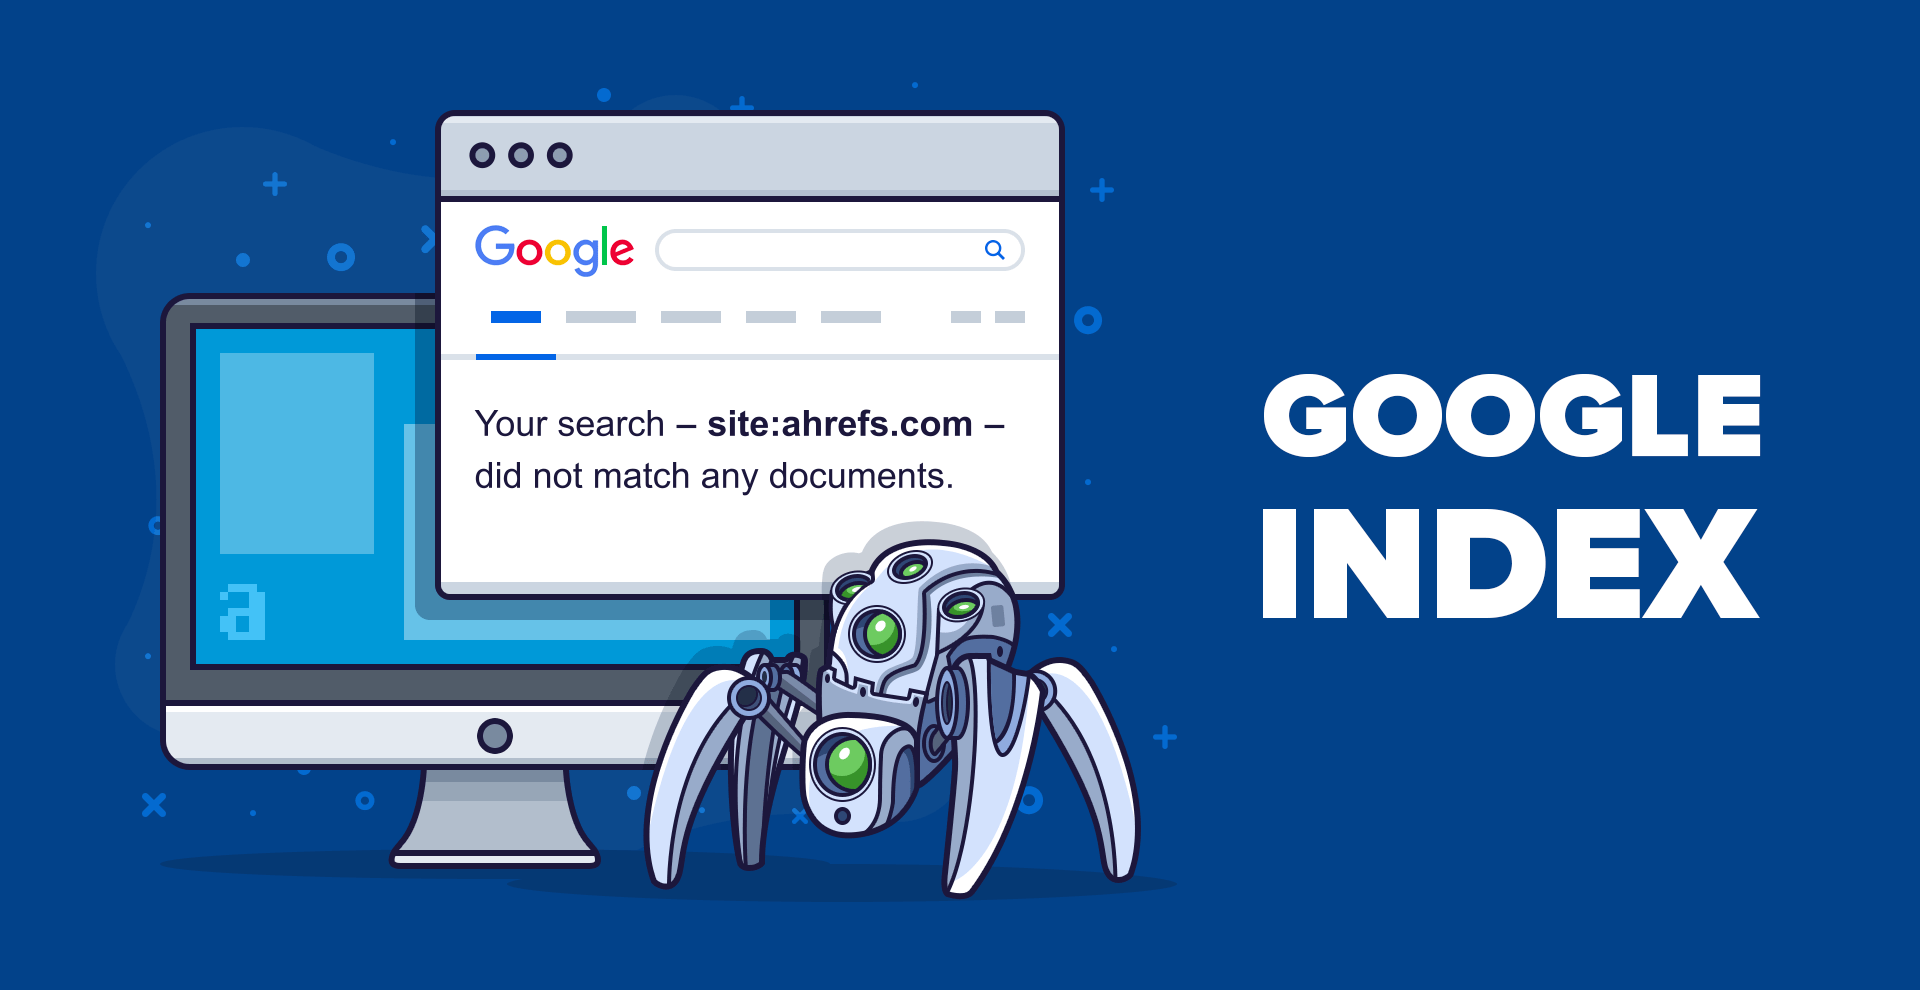 Google
Your search – site:ahrefs.com –
did not match any documents.
a
GOOGLE
INDEX